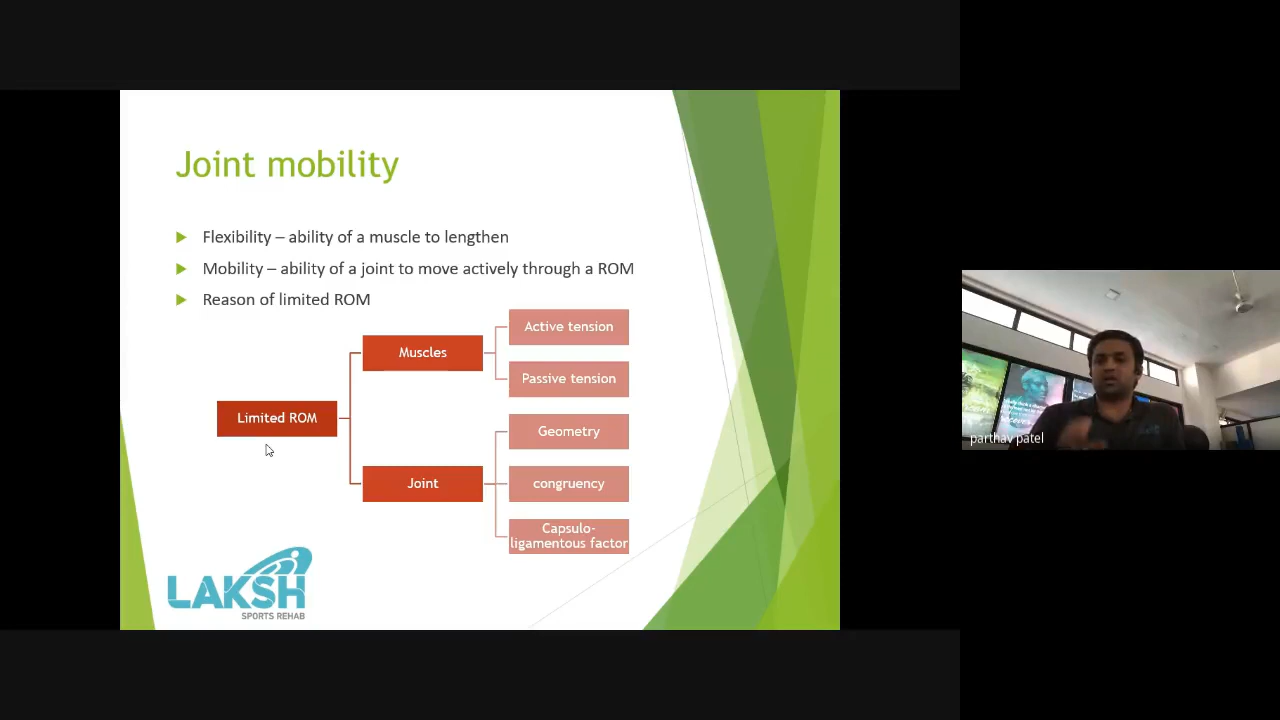 Joint mobility
Flexibility – ability of a muscle to lengthen
Mobility – ability of a joint to move actively through a ROM
Reason of limited ROM
Limited ROM
Muscles
Active tension
Passive tension
Joint
Geometry
congruency
Capsulo-
ligamentous factor
LAKSH
SPORTS REHAB
parthav patel